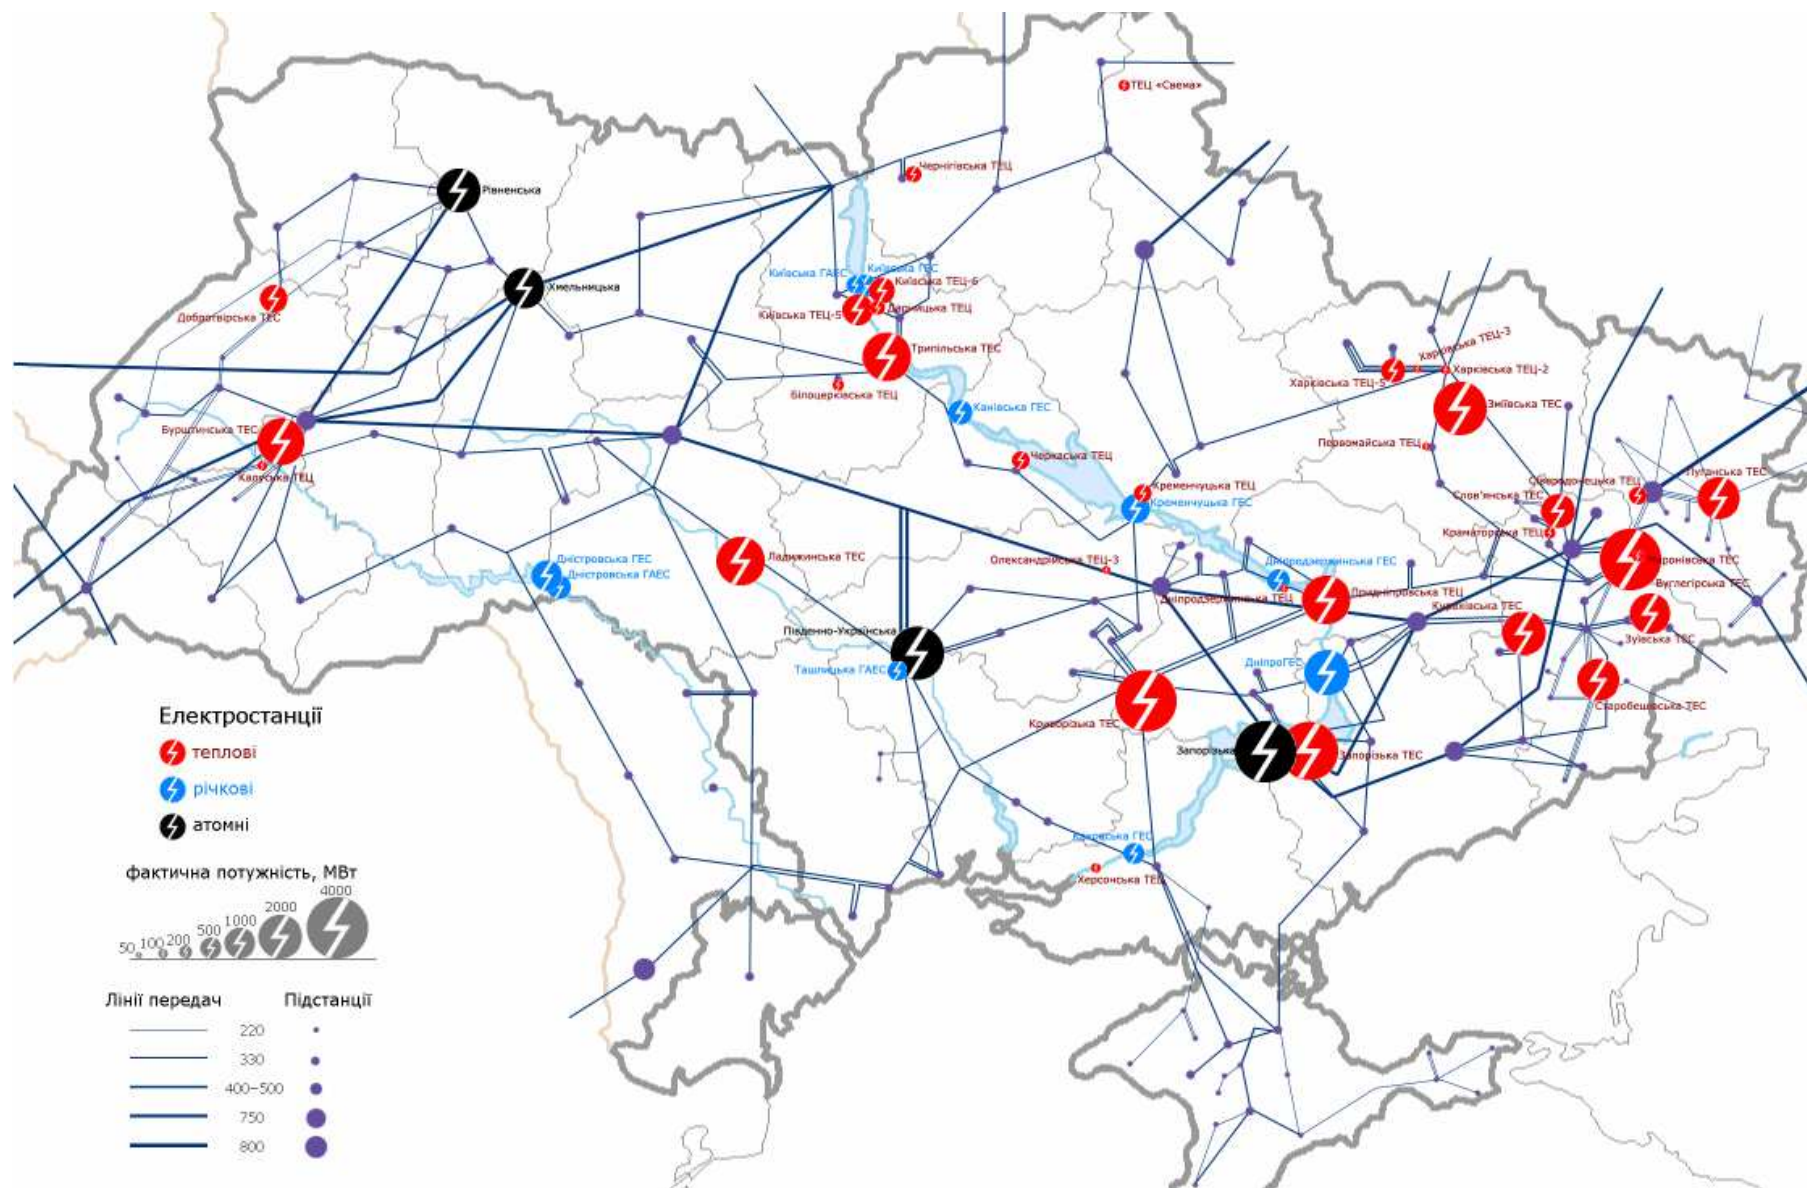 ТЕЦ «Свема»
Чернігівська ТЕЦ
Рівненська
Хмельницька
Київська ГАЕС
Київська ГЕС
Київська ТЕЦ-6
Дарницька ТЕЦ
Київська ТЕЦ-5
Добротвірська ТЕС
Трипільська ТЕС
Білоцерківська ТЕЦ
Харківська ТЕЦ-3
Харківська ТЕЦ-2
Харківська ТЕЦ-5
Зміївська ТЕС
Канівська ГЕС
Бурштинська ТЕС
Калуська ТЕЦ
Первомайська ТЕЦ
Черкаська ТЕЦ
Луганська ТЕС
Сєвєродонецька ТЕЦ
Слов'янська ТЕС
Кременчуцька ТЕЦ
Кременчуцька ГЕС
Краматорська ТЕЦ
Ладижинська ТЕС
Дністровська ГЕС
Дністровська ГАЕС
Олександрійська ТЕЦ-3
Дніродзержинська ГЕС
Миронівська ТЕС
Вуглегірська ТЕС
Дніпродзержинська ТЕЦ
Придніпровська ТЕЦ
Курахівська ТЕС
Зуївська ТЕС
Південно-Українська
Ташлицька ГАЕС
ДніпроГЕС
Старобешевська ТЕС
Криворізька ТЕС
Запорізька
Запорізька ТЕС
Каховська ГЕС
Херсонська ТЕЦ
Електростанції
теплові
річкові
атомні
фактична потужність, МВт
50 100 200 500 1000 2000 4000
Лінії передач Підстанції
220
330
400–500
750
800